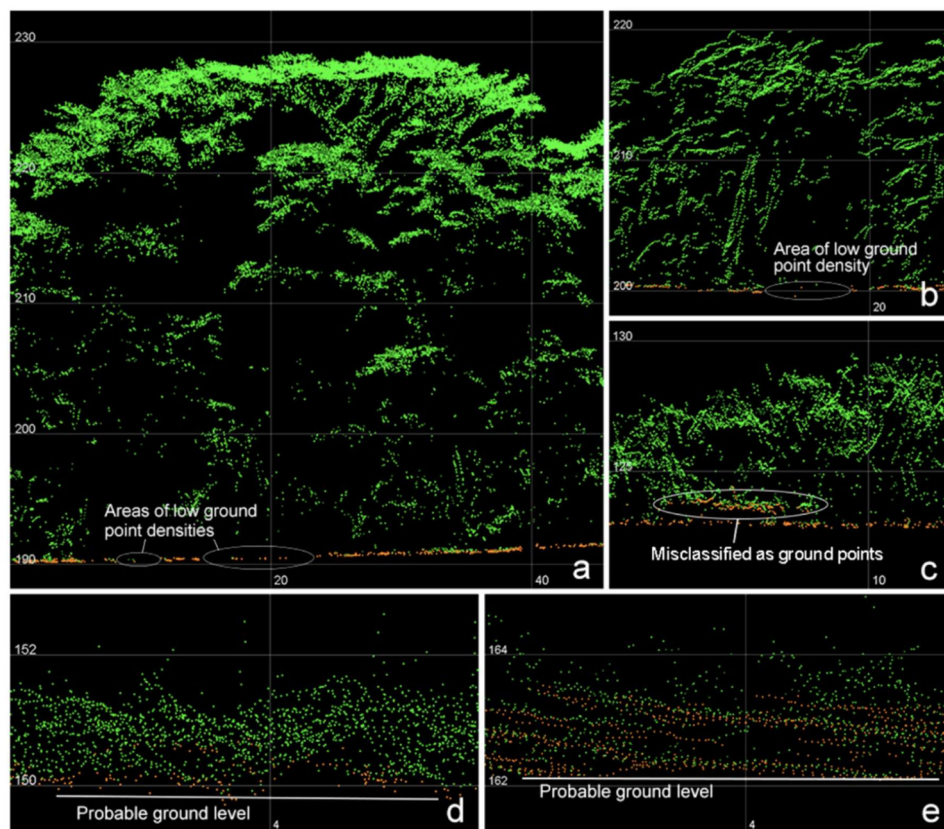 230
220
210
200
Areas of low ground
point densities
190
20
40
a
220
210
Area of low ground
point density
200
20
b
130
125
Misclassified as ground points
10
c
152
150
Probable ground level
4
d
164
162
Probable ground level
4
e